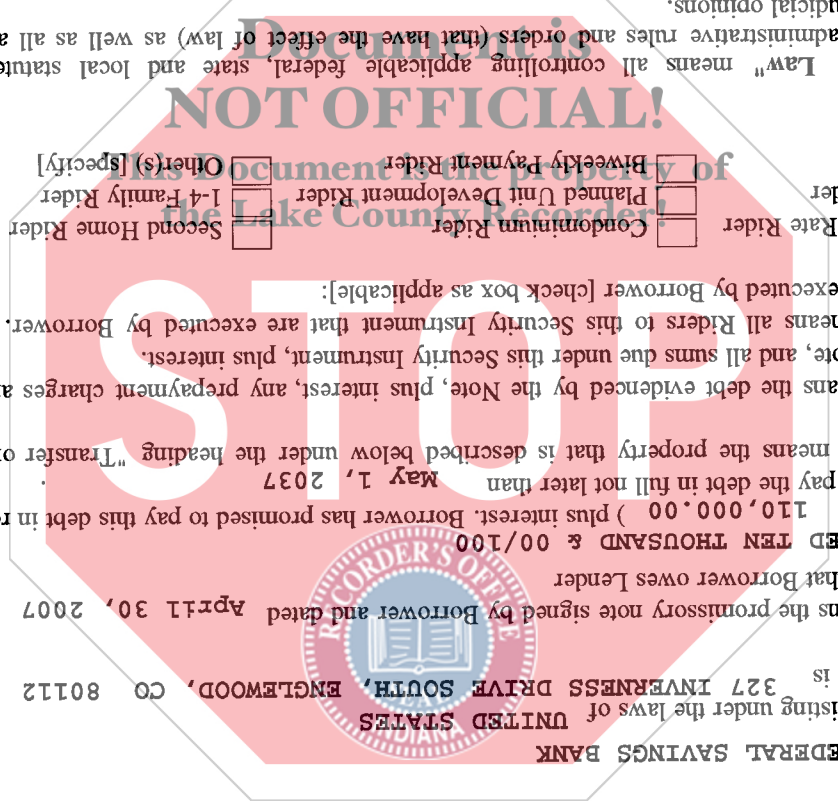 EDERAL SAVINGS BANK
isting under the laws of UNITED STATES
is 327 INVERNESS DRIVE SOUTH, ENGLEWOOD, CO 80112
ns the promissory note signed by Borrower and dated April 30, 2007
hat Borrower owes Lender
ED TEN THOUSAND & 00/100
110,000.00 ) plus interest. Borrower has promised to pay this debt in re
pay the debt in full not later than May 1, 2037 .
means the property that is described below under the heading "Transfer o
ans the debt evidenced by the Note, plus interest, any prepayment charges a
ote, and all sums due under this Security Instrument, plus interest.
neans all Riders to this Security Instrument that are executed by Borrower.
executed by Borrower [check box as applicable]:
Rate Rider Condominium Rider Second Home Rider
der Planned Unit Development Rider 1-4 Family Rider
Biweekly Payment Rider Other(s) [specify]
Law" means all controlling applicable federal, state and local statute
administrative rules and orders (that have the effect of law) as well as all a
udicial opinions.
Document is
NOT OFFICIAL!
This Document is the property of
the Lake County Recorder!
STOP
RECORDER'S OFFICE
SEAL
INDIANA